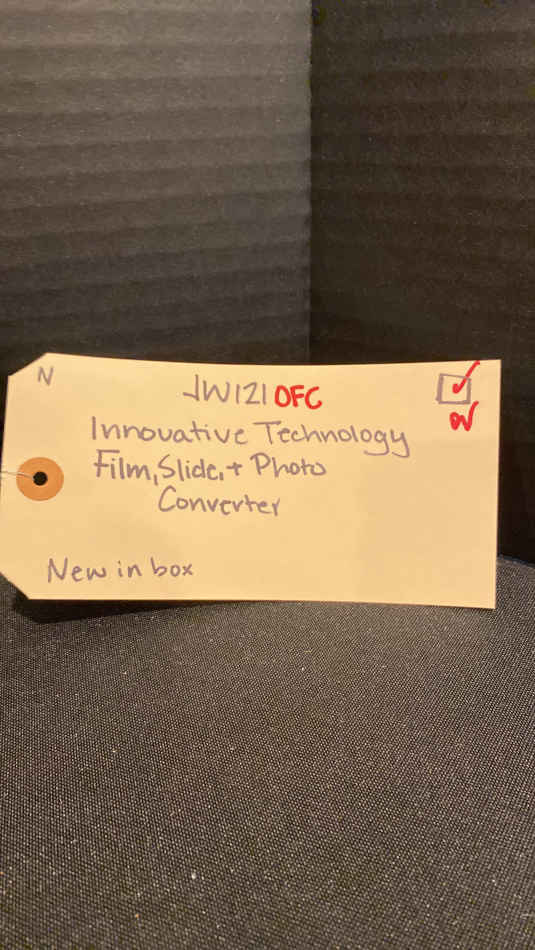 N
JW121 OFC
Innovative Technology
Film, Slide, + Photo
Converter
New in box